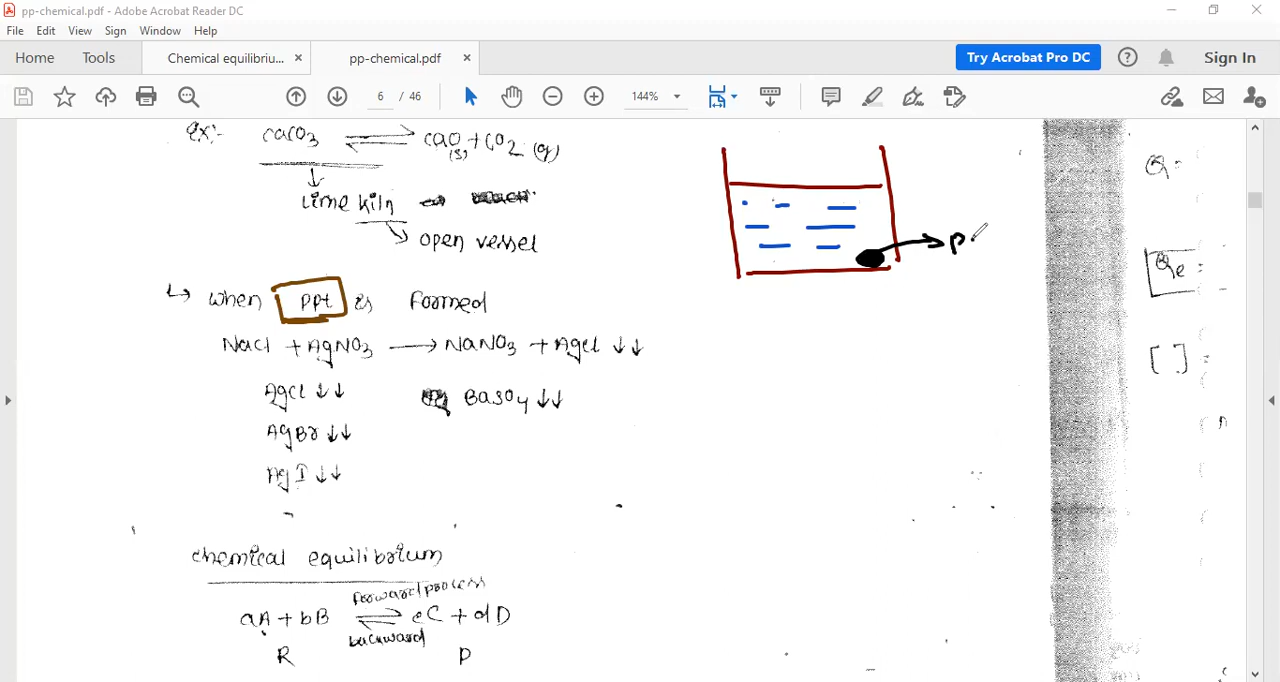 pp-chemical.pdf - Adobe Acrobat Reader DC
File Edit View Sign Window Help
Home Tools Chemical equilibriu... × pp-chemical.pdf × Try Acrobat Pro DC Sign In
6 / 46 144%
Ex:- CaCO3 ⇌ CaO(s) + CO2 (g)
Lime kiln
open vessel
when ppt is formed
NaCl + AgNO3 → NaNO3 + AgCl ↓↓
AgCl ↓↓ BaSO4 ↓↓
AgBr ↓↓
AgI ↓↓
chemical equilibrium
forward process
aA + bB ⇌ cC + dD
backward
R P
P
Q =
Qe =
[ ] =